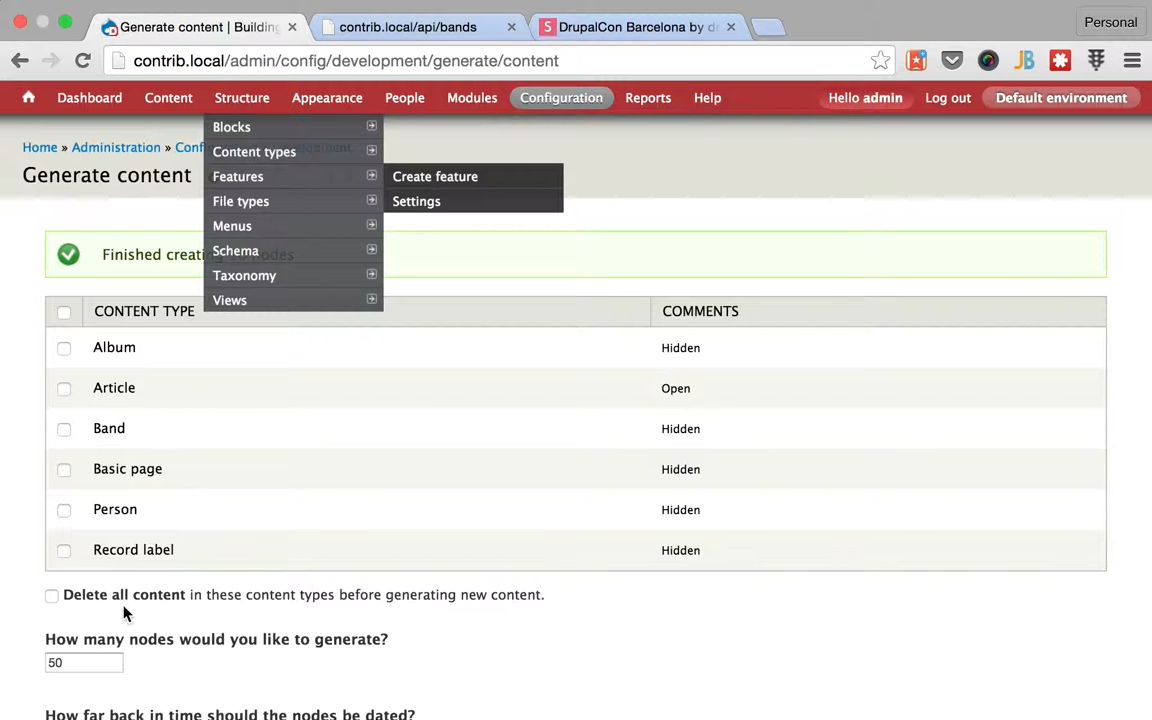 Generate content | Building
contrib.local/api/bands
DrupalCon Barcelona by d
Personal
contrib.local/admin/config/development/generate/content
Dashboard Content Structure Appearance People Modules Configuration Reports Help Hello admin Log out Default environment
Home » Administration » Conf
Generate content
Blocks
Content types
Features
File types
Menus
Schema
Taxonomy
Views
Create feature
Settings
Finished creating nodes
CONTENT TYPE COMMENTS
Album Hidden
Article Open
Band Hidden
Basic page Hidden
Person Hidden
Record label Hidden
Delete all content in these content types before generating new content.
How many nodes would you like to generate?
50
How far back in time should the nodes be dated?